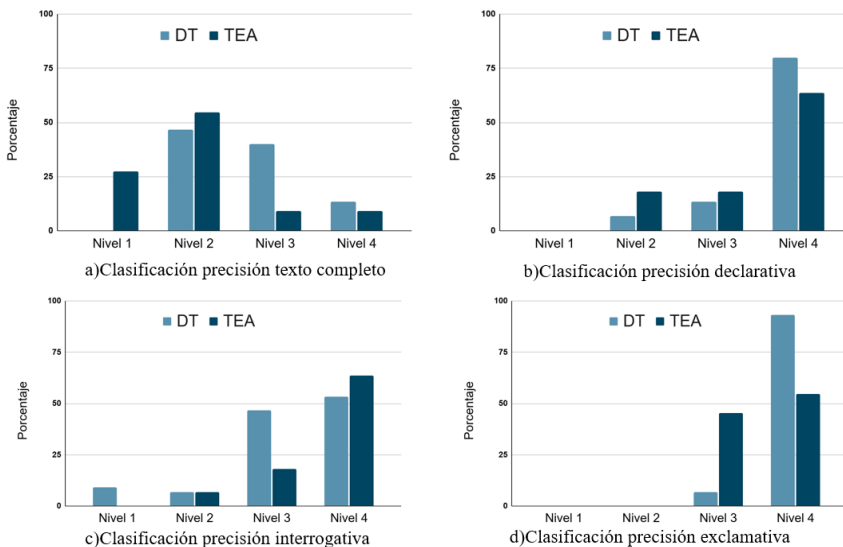 100
75
50
25
0
Porcentaje
DT TEA
Nivel 1 Nivel 2 Nivel 3 Nivel 4
a)Clasificación precisión texto completo
100
75
50
25
0
Porcentaje
DT TEA
Nivel 1 Nivel 2 Nivel 3 Nivel 4
b)Clasificación precisión declarativa
100
75
50
25
0
Porcentaje
DT TEA
Nivel 1 Nivel 2 Nivel 3 Nivel 4
c)Clasificación precisión interrogativa
100
75
50
25
0
Porcentaje
DT TEA
Nivel 1 Nivel 2 Nivel 3 Nivel 4
d)Clasificación precisión exclamativa